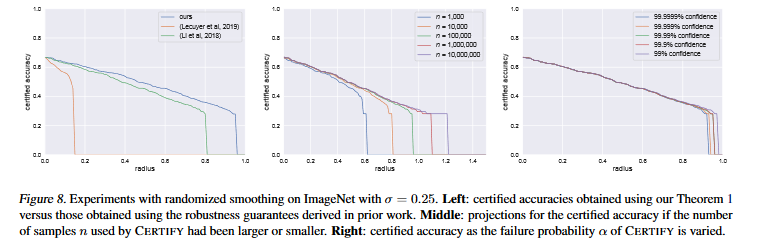 1.0
0.8
0.6
0.4
0.2
0.0
certified accuracy
0.0 0.2 0.4 0.6 0.8 1.0
radius
ours
(Lecuyer et al, 2019)
(Li et al, 2018)
1.0
0.8
0.6
0.4
0.2
0.0
certified accuracy
0.0 0.2 0.4 0.6 0.8 1.0 1.2 1.4
radius
n = 1,000
n = 10,000
n = 100,000
n = 1,000,000
n = 10,000,000
1.0
0.8
0.6
0.4
0.2
0.0
certified accuracy
0.0 0.2 0.4 0.6 0.8 1.0
radius
99.9999% confidence
99.999% confidence
99.99% confidence
99.9% confidence
99% confidence
Figure 8. Experiments with randomized smoothing on ImageNet with σ = 0.25. Left: certified accuracies obtained using our Theorem 1
versus those obtained using the robustness guarantees derived in prior work. Middle: projections for the certified accuracy if the number
of samples n used by CERTIFY had been larger or smaller. Right: certified accuracy as the failure probability α of CERTIFY is varied.